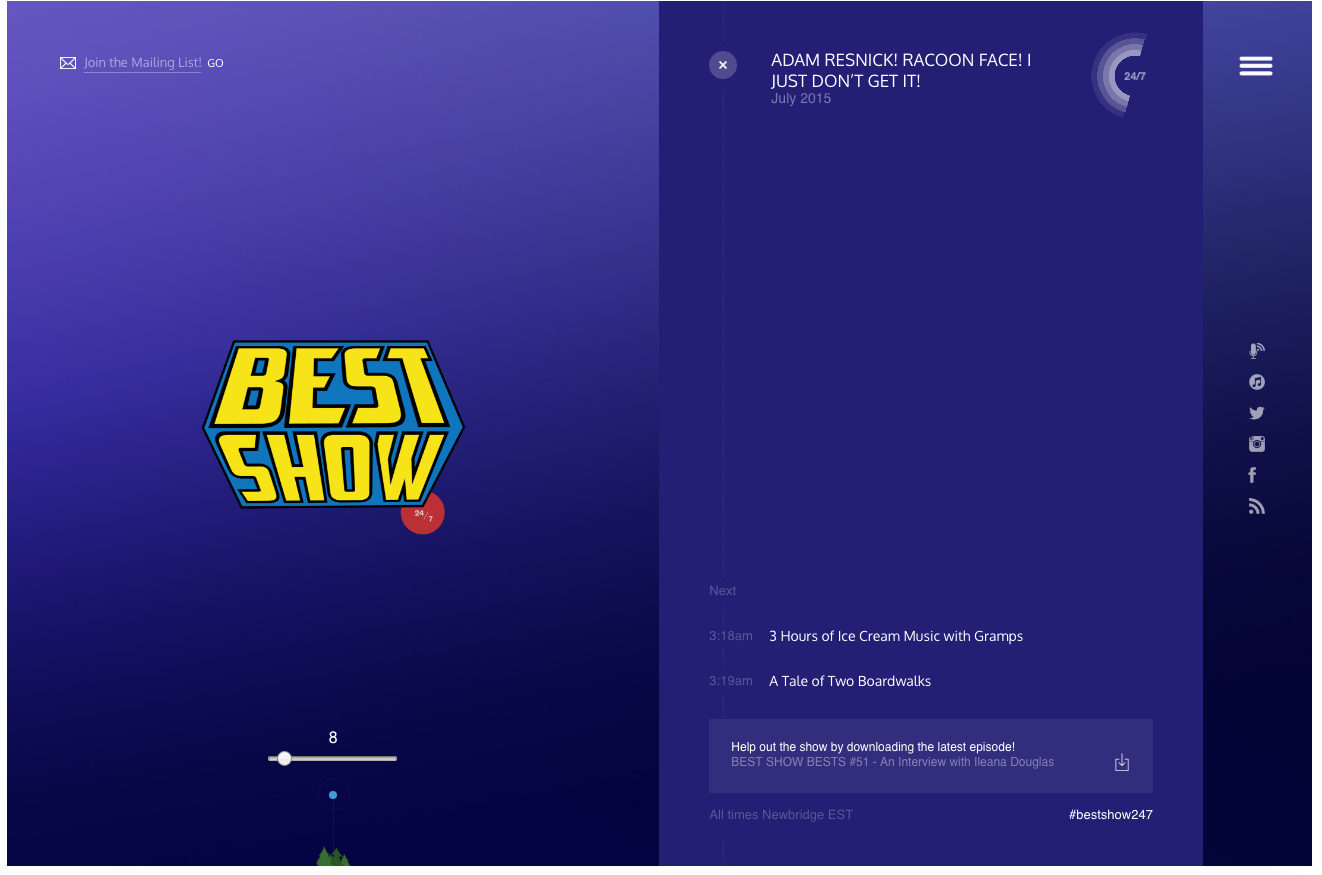 Join the Mailing List! GO
BEST
SHOW
24/7
8
ADAM RESNICK! RACOON FACE! I
JUST DON'T GET IT!
July 2015
24/7
Next
3:18am 3 Hours of Ice Cream Music with Gramps
3:19am A Tale of Two Boardwalks
Help out the show by downloading the latest episode!
BEST SHOW BESTS #51 - An Interview with Ileana Douglas
All times Newbridge EST #bestshow247